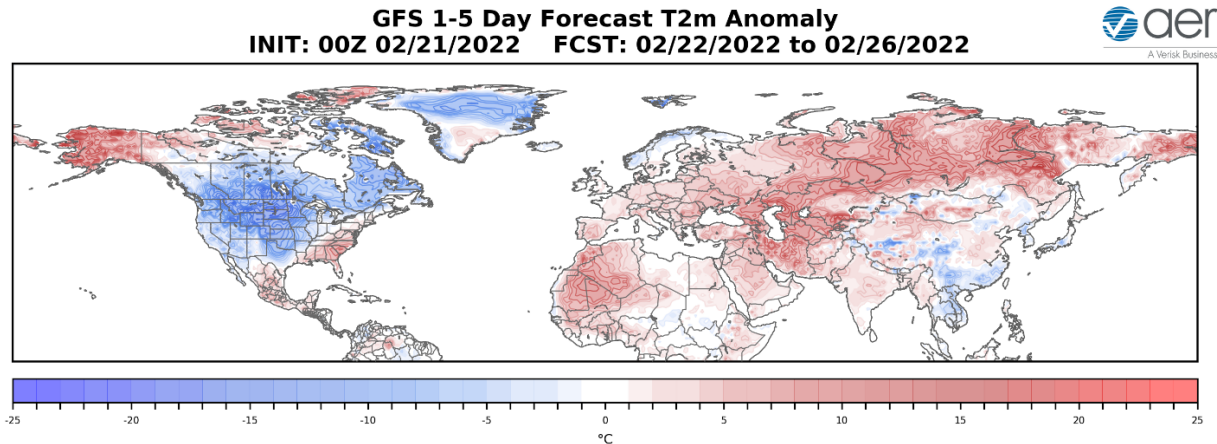 GFS 1-5 Day Forecast T2m Anomaly
INIT: 00Z 02/21/2022 FCST: 02/22/2022 to 02/26/2022
aer
A Verisk Business
-25 -20 -15 -10 -5 0 5 10 15 20 25
°C